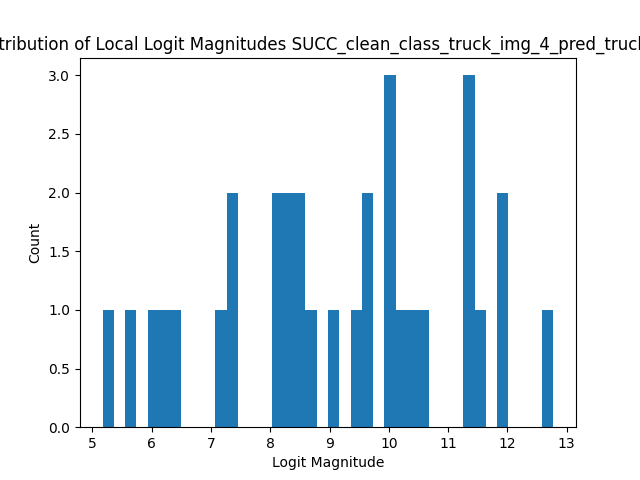 tribution of Local Logit Magnitudes SUCC_clean_class_truck_img_4_pred_truck
3.0
2.5
2.0
1.5
1.0
0.5
0.0
Count
5 6 7 8 9 10 11 12 13
Logit Magnitude